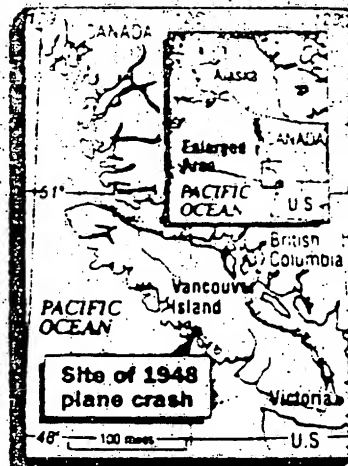 CANADA
Alaska
Enlarged
Area
CANADA
PACIFIC
OCEAN
U.S.
51°
British
Columbia
Vancouver
Island
PACIFIC
OCEAN
Site of 1948
plane crash
Victoria
48°
100 miles
U.S.